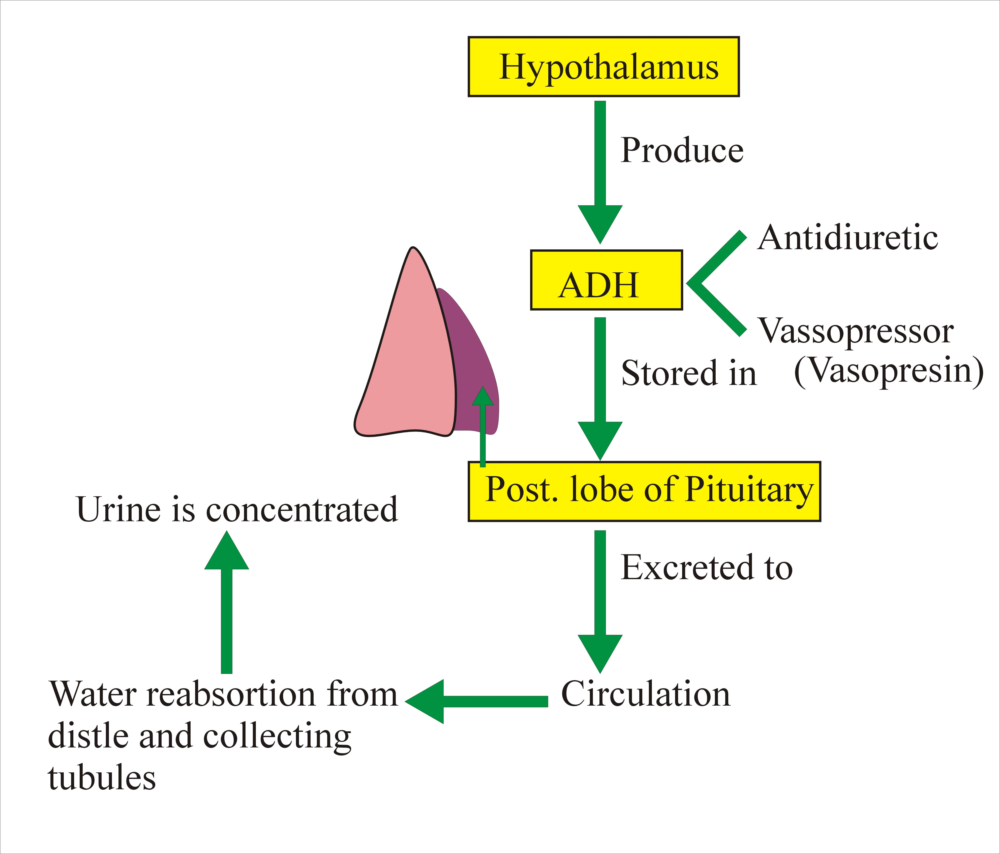 Hypothalamus
Produce
Antidiuretic
ADH
Vassopressor
(Vasopresin)
Stored in
Post. lobe of Pituitary
Excreted to
Circulation
Water reabsortion from
distle and collecting
tubules
Urine is concentrated